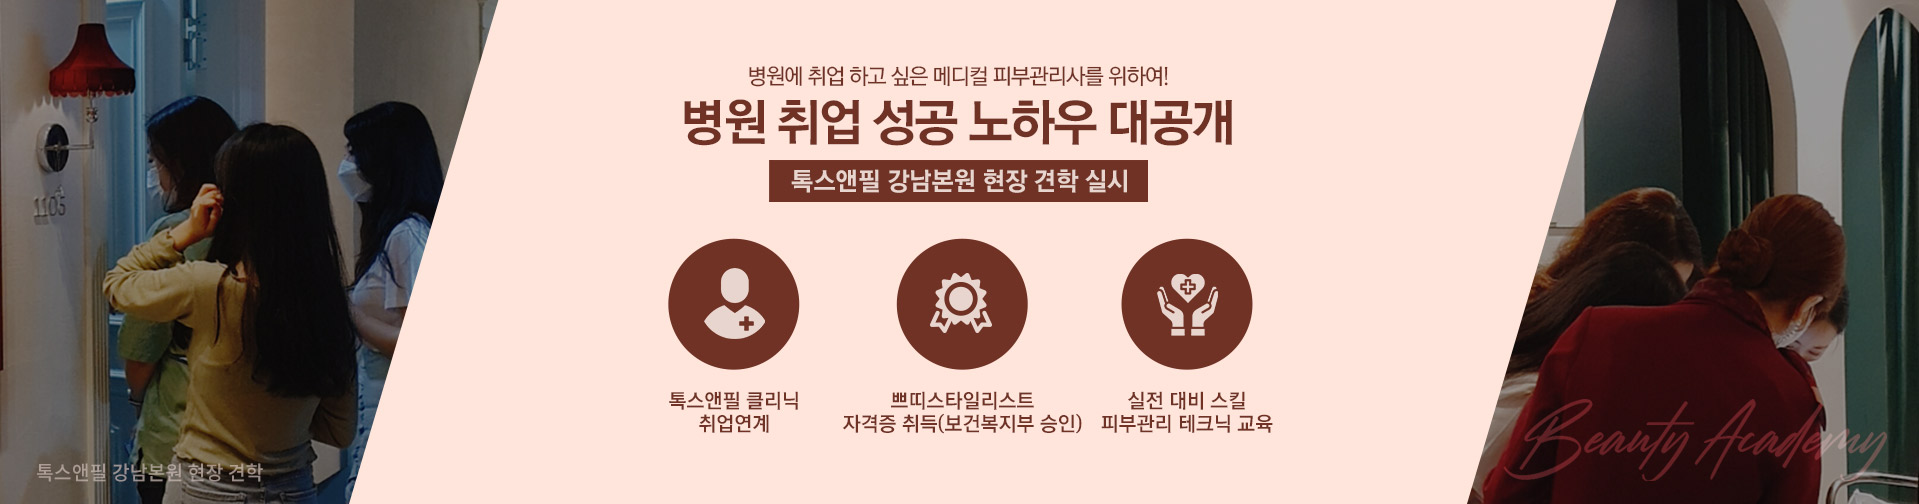 병원에 취업 하고 싶은 메디컬 피부관리사를 위하여!
병원 취업 성공 노하우 대공개
톡스앤필 강남본원 현장 견학 실시
톡스앤필 클리닉
취업연계
쁘띠스타일리스트
자격증 취득(보건복지부 승인)
실전 대비 스킬
피부관리 테크닉 교육
1105
톡스앤필 강남본원 현장 견학
Beauty Academy